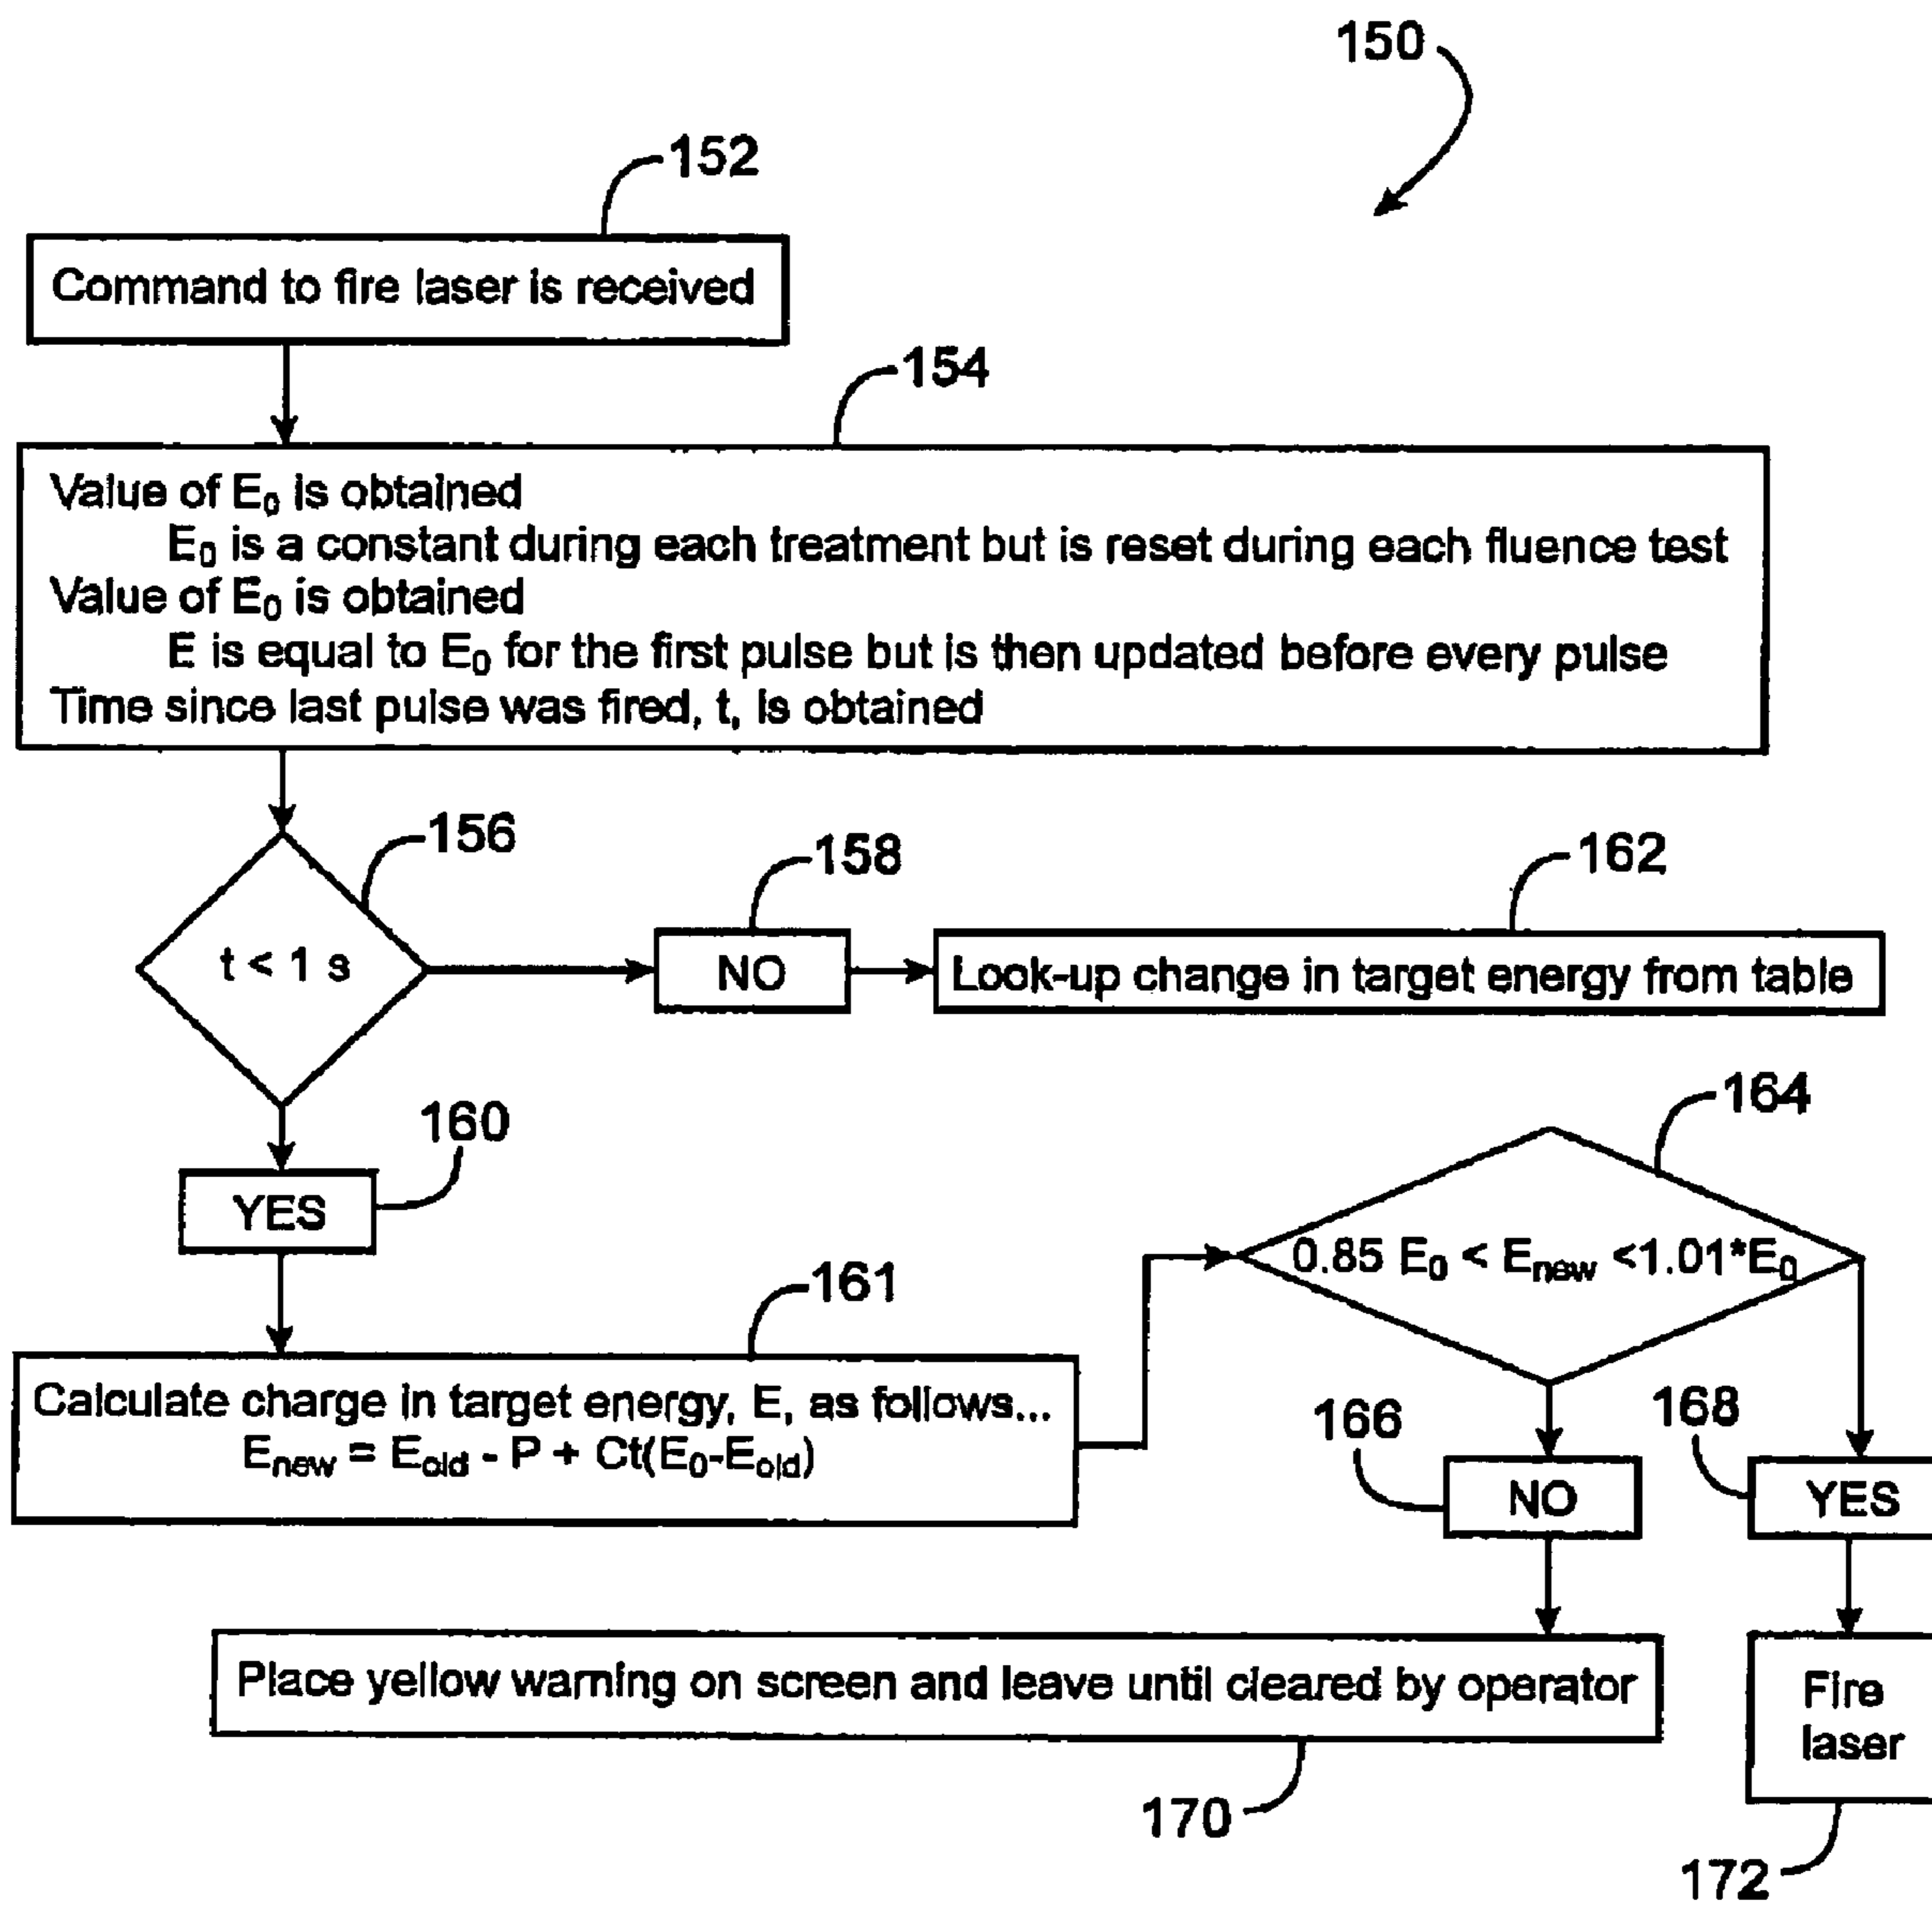 150
152
Command to fire laser is received
154
Value of E₀ is obtained
E₀ is a constant during each treatment but is reset during each fluence test
Value of E₀ is obtained
E is equal to E₀ for the first pulse but is then updated before every pulse
Time since last pulse was fired, t, is obtained
156
t < 1 s
158
NO
162
Look-up change in target energy from table
160
YES
161
Calculate charge in target energy, E, as follows...
Enew = Eold - P + Ct(E₀-Eold)
164
0.85 E₀ < Enew <1.01*E₀
166
NO
168
YES
Place yellow warning on screen and leave until cleared by operator
170
Fire
laser
172